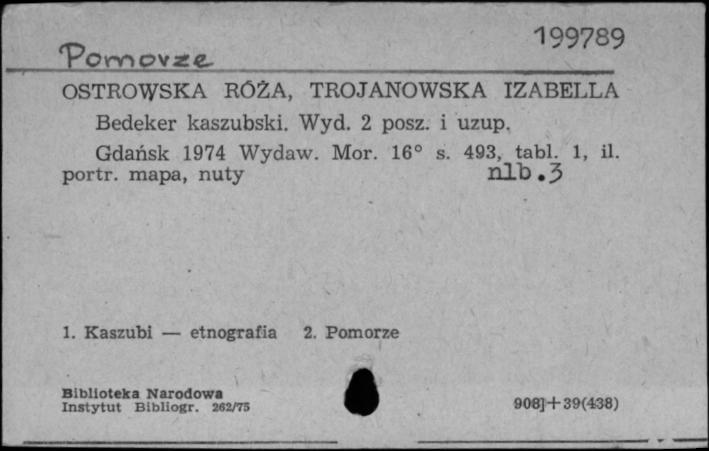 199789
Pomorze
OSTROWSKA RÓŻA, TROJANOWSKA IZABELLA
Bedeker kaszubski. Wyd. 2 posz. i uzup.
Gdańsk 1974 Wydaw. Mor. 16° s. 493, tabl. 1, il.
portr. mapa, nuty nlb.3
1. Kaszubi — etnografia 2. Pomorze
Biblioteka Narodowa
Instytut Bibliogr. 262/75
908]+39(438)